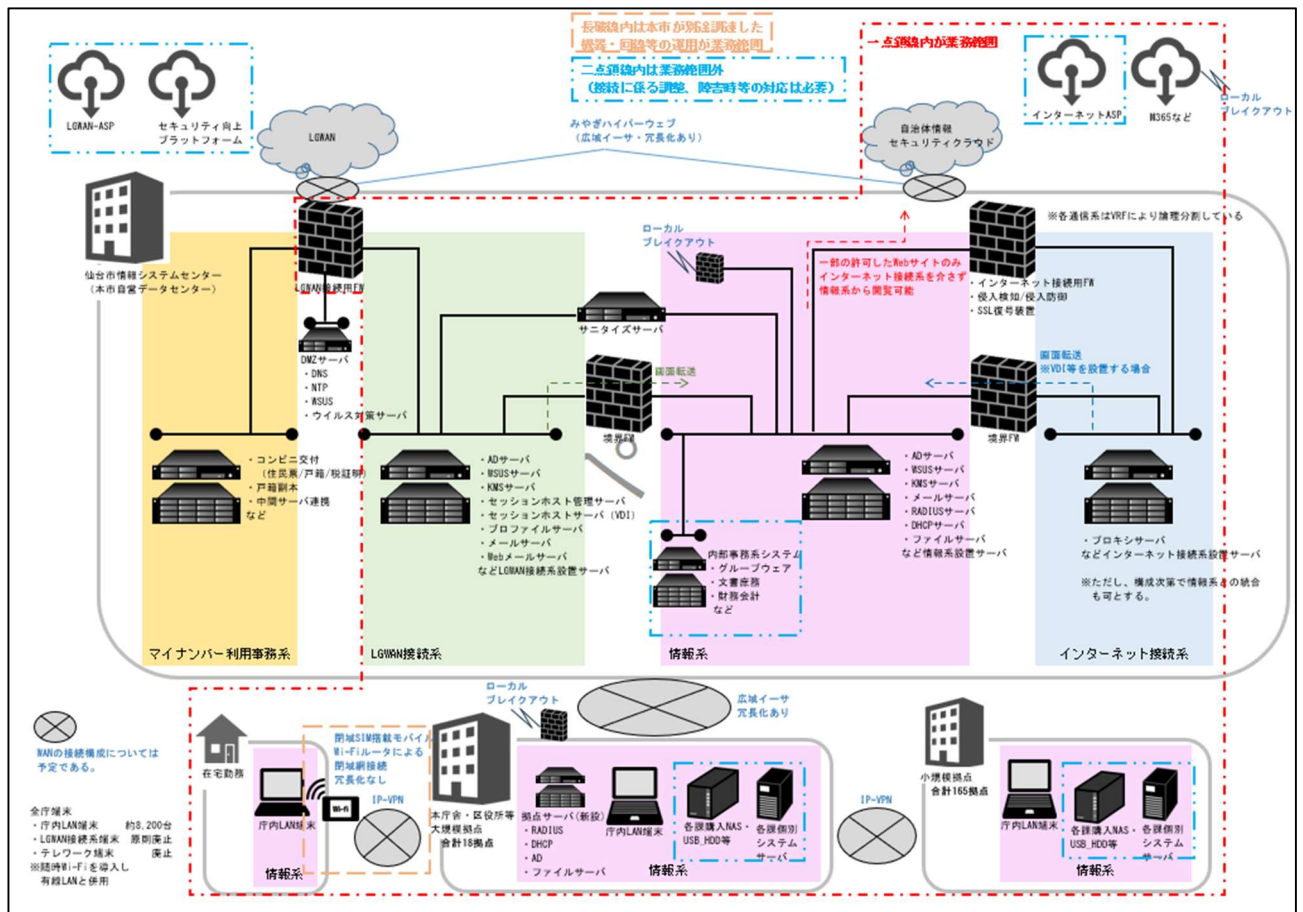 長破線内は本市が別途調達した
機器・回線等の運用が業務範囲
二点鎖線内は業務範囲外
（接続に係る調整、障害時等の対応は必要）
一点鎖線内が業務範囲
LGWAN-ASP
セキュリティ向上
プラットフォーム
LGWAN
みやぎハイパーウェブ
（広域イーサ・冗長化あり）
自治体情報
セキュリティクラウド
インターネットASP
M365など
ローカル
ブレイクアウト
仙台市情報システムセンター
（本市自営データセンター）
LGWAN接続用FW
DMZサーバ
・DNS
・NTP
・WSUS
・ウイルス対策サーバ
ローカル
ブレイクアウト
サニタイズサーバ
一部の許可したWebサイトのみ
インターネット接続系を介さず
情報系から閲覧可能
※各通信系はVRFにより論理分割している
・インターネット接続用FW
・侵入検知/侵入防御
・SSL復号装置
画面転送
境界FW
画面転送
※VDI等を設置する場合
境界FW
・コンビニ交付
（住民票/戸籍/税証明）
・戸籍副本
・中間サーバ連携
など
・ADサーバ
・WSUSサーバ
・KMSサーバ
・セッションホスト管理サーバ
・セッションホストサーバ（VDI）
・プロファイルサーバ
・メールサーバ
・Webメールサーバ
などLGWAN接続系設置サーバ
内部事務系システム
・グループウェア
・文書庶務
・財務会計
など
・ADサーバ
・WSUSサーバ
・KMSサーバ
・メールサーバ
・RADIUSサーバ
・DHCPサーバ
・ファイルサーバ
など情報系設置サーバ
・プロキシサーバ
などインターネット接続系設置サーバ
※ただし、構成次第で情報系との統合
も可とする。
マイナンバー利用事務系
LGWAN接続系
情報系
インターネット接続系
WANの接続構成については
予定である。
全庁端末
・庁内LAN端末 約8,200台
・LGWAN接続系端末 原則廃止
・テレワーク端末 廃止
※随時Wi-Fiを導入し
有線LANと併用
在宅勤務
庁内LAN端末
情報系
閉域SIM搭載モバイル
Wi-Fiルータによる
閉域網接続
冗長化なし
Wi-Fi
IP-VPN
ローカル
ブレイクアウト
本庁舎・区役所等
大規模拠点
合計18拠点
広域イーサ
冗長化あり
拠点サーバ（新設）
・RADIUS
・DHCP
・AD
・ファイルサーバ
庁内LAN端末
各課購入NAS・
USB_HDD等
各課個別
システム
サーバ
情報系
IP-VPN
小規模拠点
合計165拠点
庁内LAN端末
各課購入NAS・
USB_HDD等
各課個別
システム
サーバ
情報系